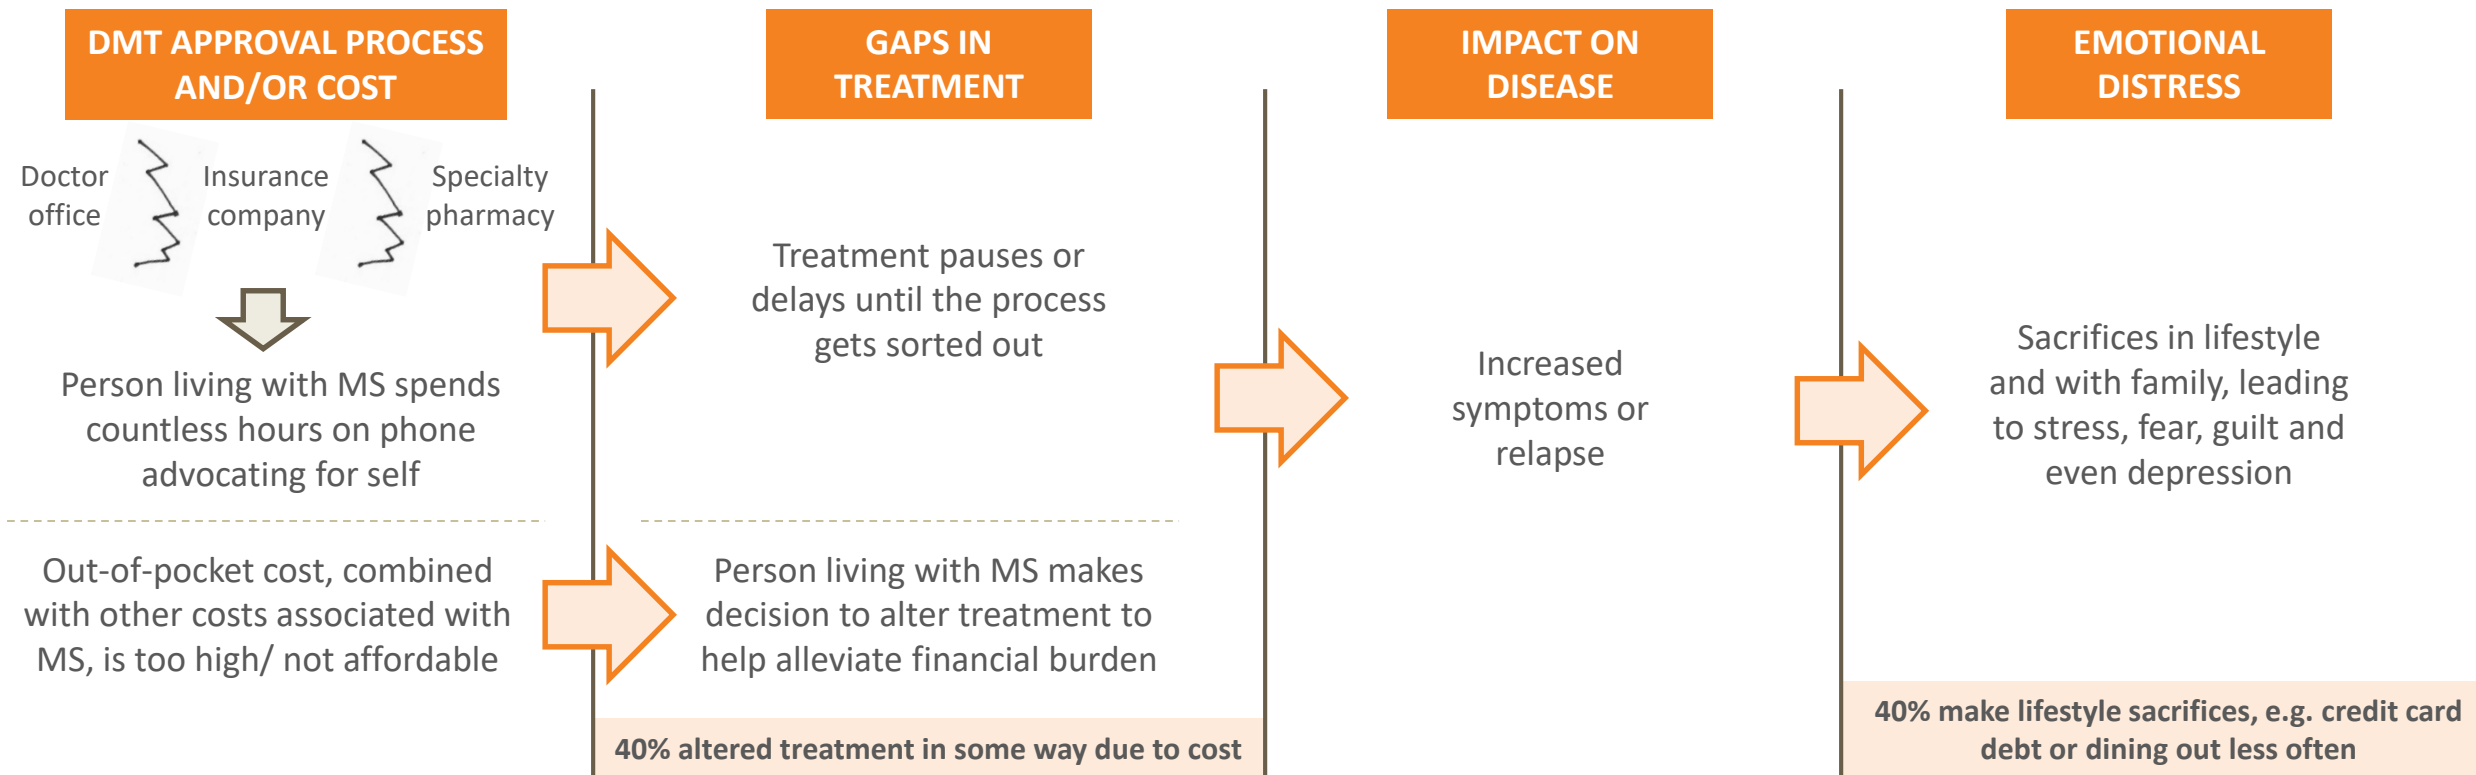 DMT APPROVAL PROCESS
AND/OR COST
Doctor
office
Insurance
company
Specialty
pharmacy
Person living with MS spends
countless hours on phone
advocating for self
Out-of-pocket cost, combined
with other costs associated with
MS, is too high/ not affordable
GAPS IN
TREATMENT
Treatment pauses or
delays until the process
gets sorted out
Person living with MS makes
decision to alter treatment to
help alleviate financial burden
40% altered treatment in some way due to cost
IMPACT ON
DISEASE
Increased
symptoms or
relapse
EMOTIONAL
DISTRESS
Sacrifices in lifestyle
and with family, leading
to stress, fear, guilt and
even depression
40% make lifestyle sacrifices, e.g. credit card
debt or dining out less often